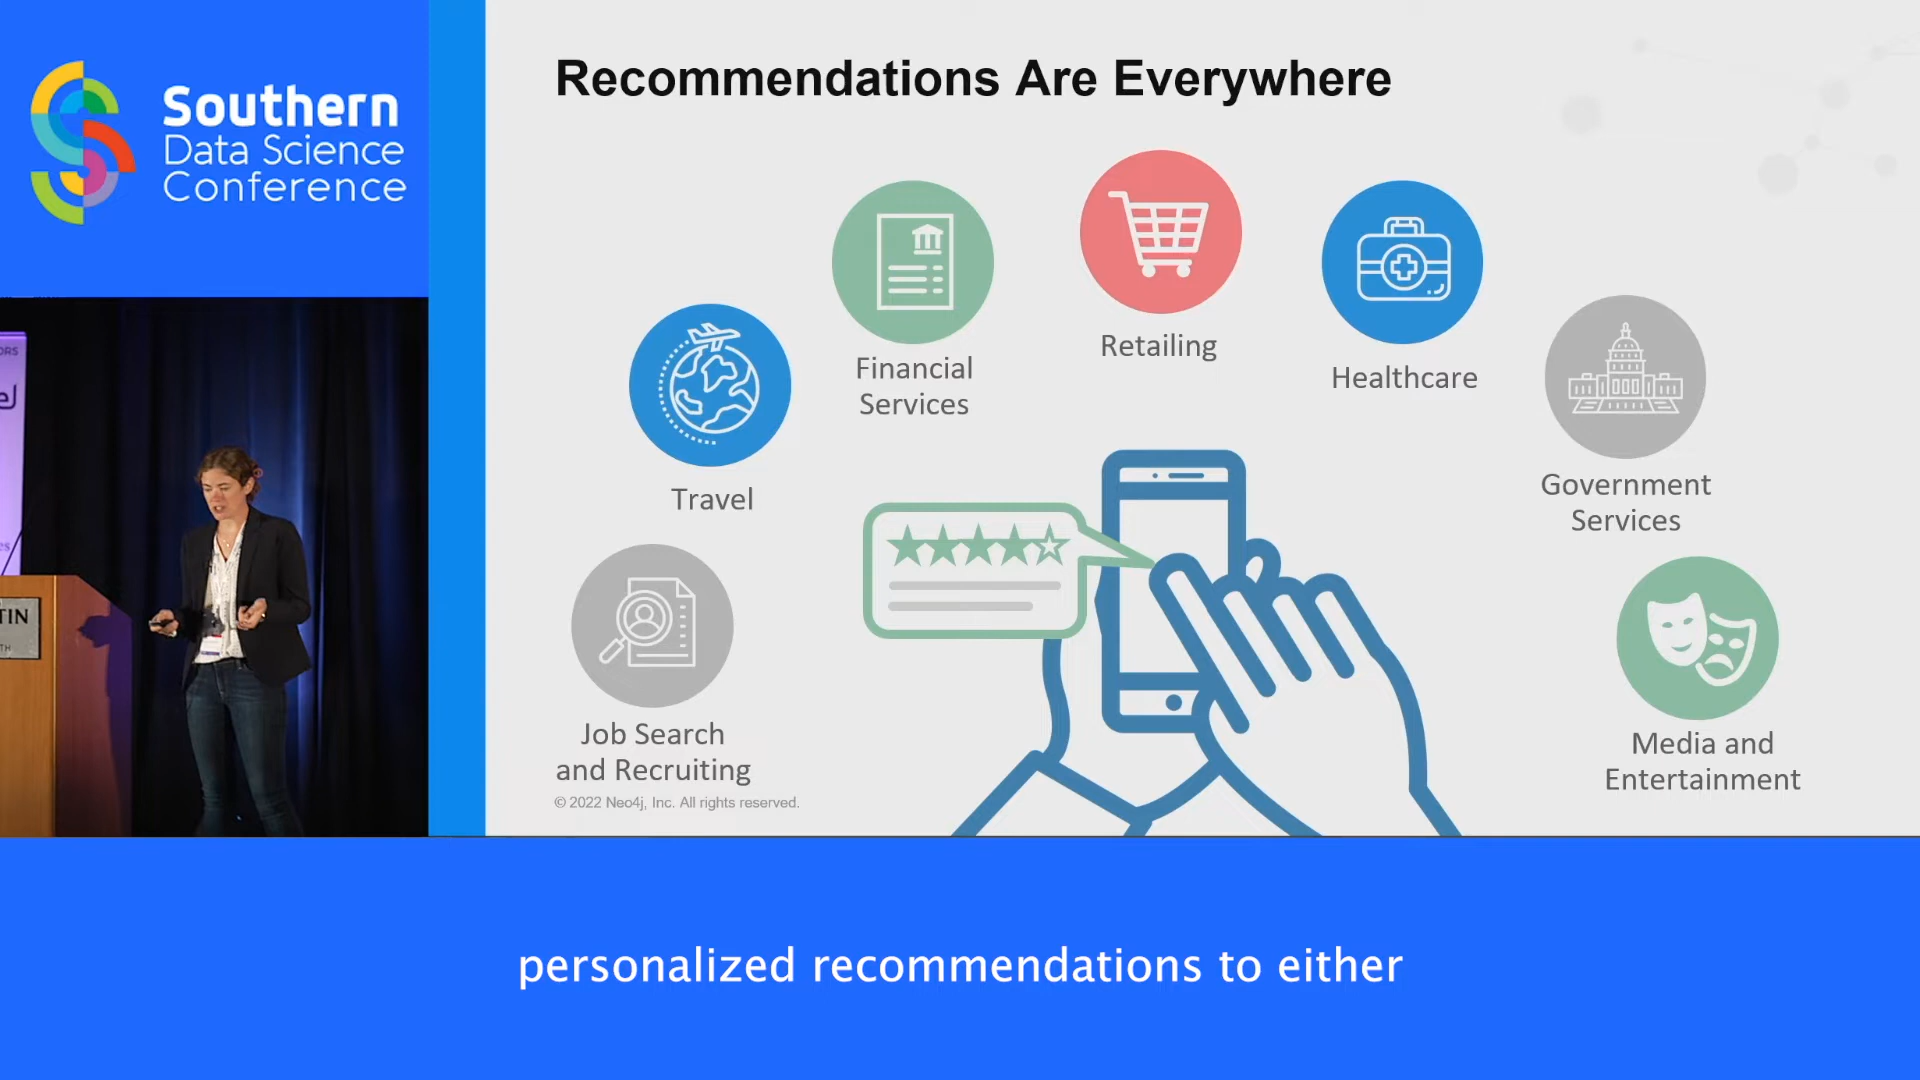 Southern
Data Science
Conference
Recommendations Are Everywhere
Retailing
Financial
Services
Healthcare
Travel
Government
Services
Job Search
and Recruiting
Media and
Entertainment
© 2022 Neo4j, Inc. All rights reserved.
TIN
personalized recommendations to either